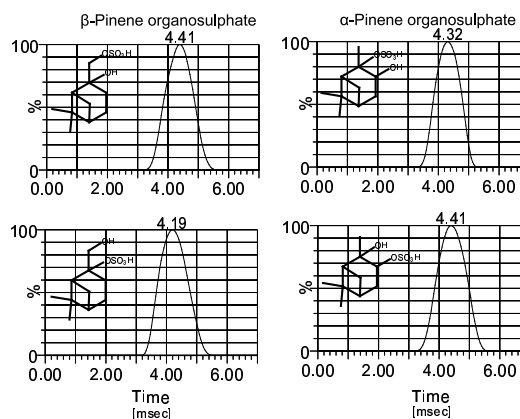 β-Pinene organosulphate
4.41
100
OSO3H
OH
%
0
0.00 2.00 4.00 6.00
α-Pinene organosulphate
4.32
100
OSO3H
OH
%
0
0.00 2.00 4.00 6.00
4.19
100
OH
OSO3H
%
0
0.00 2.00 4.00 6.00
Time
[msec]
4.41
100
OH
OSO3H
%
0
0.00 2.00 4.00 6.00
Time
[msec]